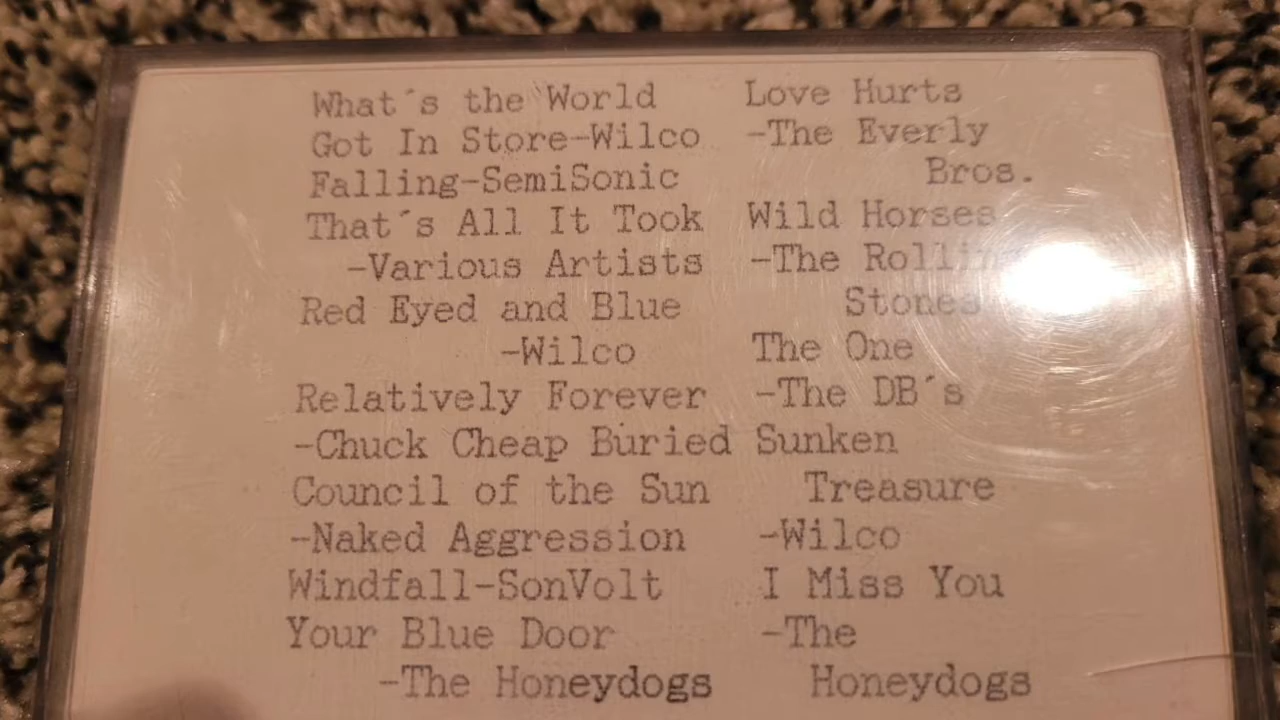 What´s the World
Got In Store-Wilco
Falling-SemiSonic
That´s All It Took
-Various Artists
Red Eyed and Blue
-Wilco
Relatively Forever
-Chuck Cheap Buried
Council of the Sun
-Naked Aggression
Windfall-SonVolt
Your Blue Door
-The Honeydogs
Love Hurts
-The Everly
Bros.
Wild Horses
-The Rollin
Stones
The One
-The DB´s
Sunken
Treasure
-Wilco
I Miss You
-The
Honeydogs